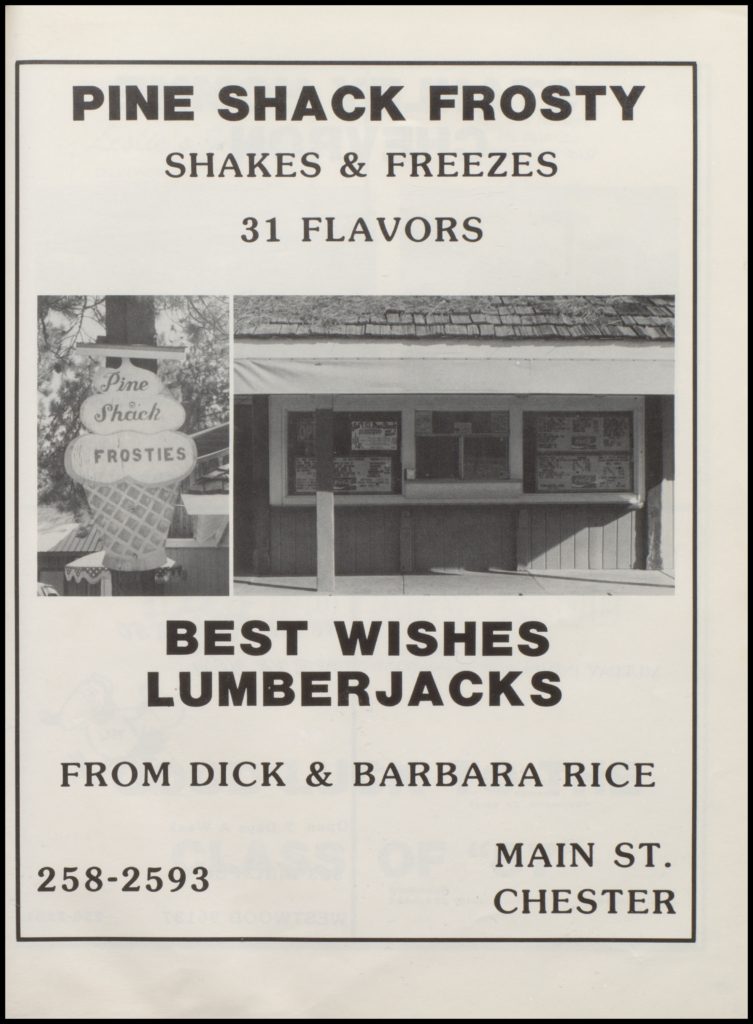 PINE SHACK FROSTY
SHAKES & FREEZES
31 FLAVORS
Pine
Shack
FROSTIES
BEST WISHES
LUMBERJACKS
FROM DICK & BARBARA RICE
258-2593
MAIN ST.
CHESTER